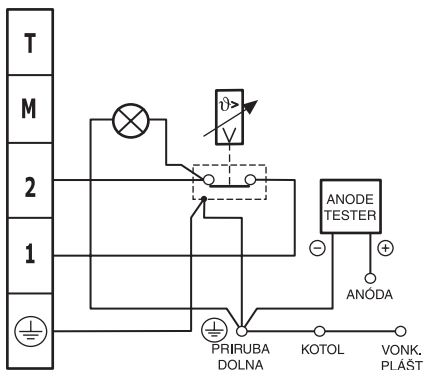 T
M
2
1
ϑ>
ANODE
TESTER
−
+
ANÓDA
PRIRUBA
DOLNA
KOTOL
VONK.
PLÁŠŤ